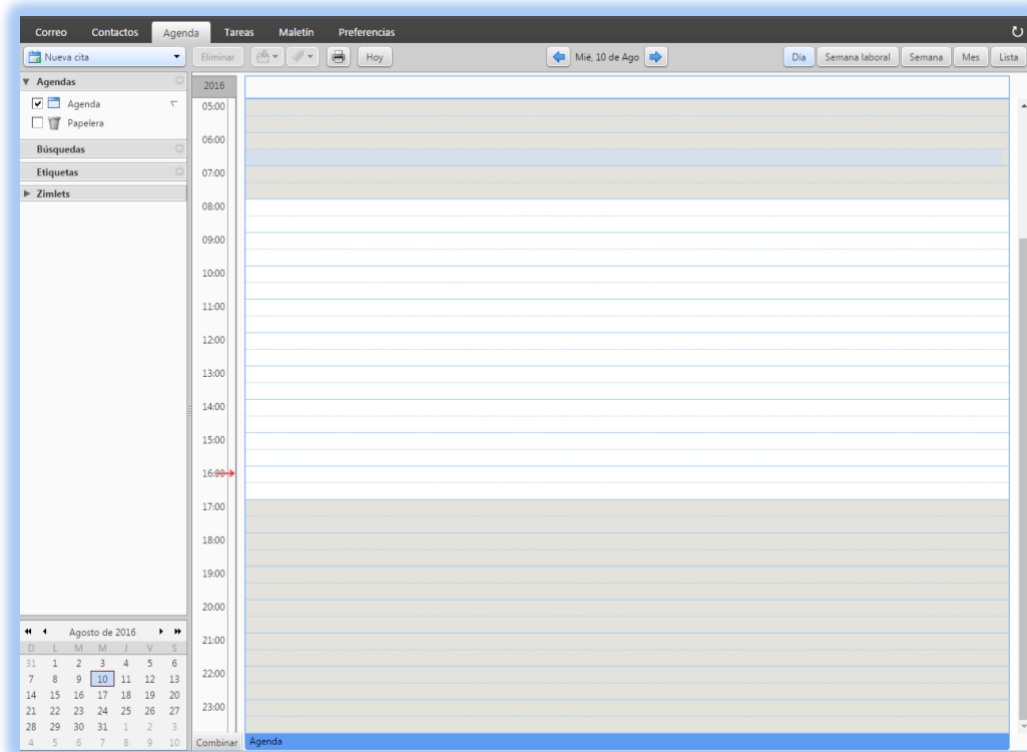 Correo Contactos Agenda Tareas Maletín Preferencias
Nueva cita Eliminar Hoy Mié, 10 de Ago Día Semana laboral Semana Mes Lista
Agendas
Agenda
Papelera
Búsquedas
Etiquetas
Zimlets
2016
05:00
06:00
07:00
08:00
09:00
10:00
11:00
12:00
13:00
14:00
15:00
16:00
17:00
18:00
19:00
20:00
21:00
22:00
23:00
Agosto de 2016
D L M M J V S
31 1 2 3 4 5 6
7 8 9 10 11 12 13
14 15 16 17 18 19 20
21 22 23 24 25 26 27
28 29 30 31 1 2 3
4 5 6 7 8 9 10
Combinar Agenda